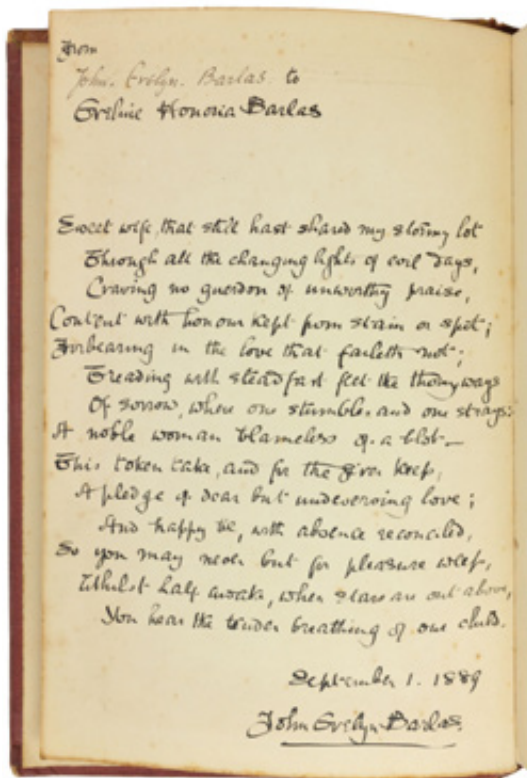 From
John. Evelyn. Barlas to
Eveline Honoria Barlas
Sweet wife, that still hast shared my stormy lot
Through all the changing lights of evil days,
Craving no guerdon of unworthy praise,
Content with honour kept from stain or spot;
Forbearing in the love that faileth not;
Treading with steadfast feet the thorny ways
Of sorrow, where one stumbles and one strays:
A noble woman blameless of a blot—
This token take, and for the giver keep,
A pledge of dear but undeserving love;
And happy be, with absence reconciled,
So you may never but for pleasure weep,
Whilst half awake, when stars are out above,
You hear the tender breathing of our child.
September 1. 1889
John Evelyn Barlas.